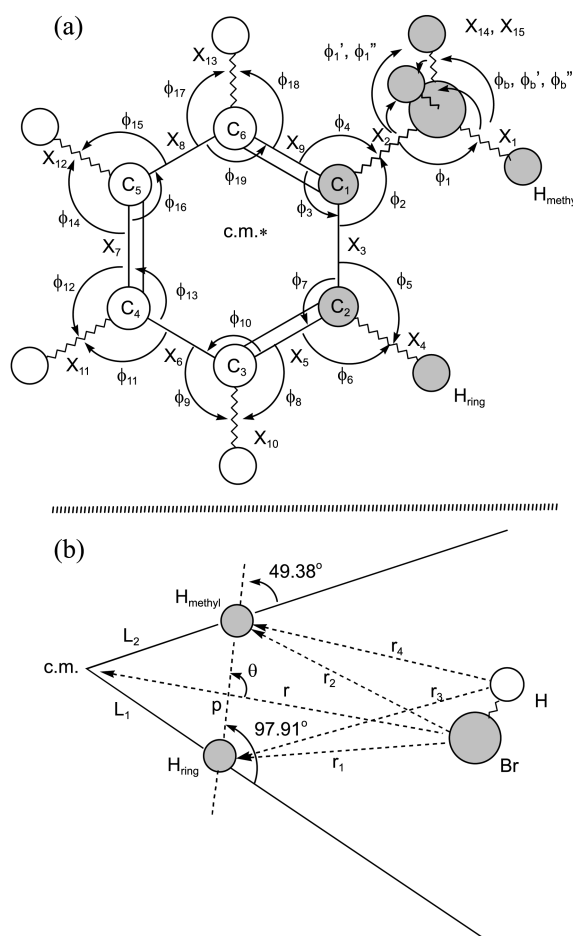 (a)
X13
X14, X15
ϕ1', ϕ1"
ϕb, ϕb', ϕb"
ϕ17
ϕ18
ϕ15
X8
C6
X9
ϕ4
X2
X1
X12
ϕ19
ϕ1
C5
C1
ϕ16
ϕ3
ϕ2
Hmethyl
ϕ14
c.m.*
X7
X3
ϕ12
ϕ13
ϕ7
ϕ5
C4
ϕ10
C2
X4
X11
X6
C3
X5
ϕ6
ϕ11
ϕ9
ϕ8
Hring
X10
(b)
49.38°
Hmethyl
L2
r4
c.m.
θ
r2
r3
H
p
r
L1
97.91°
Hring
r1
Br